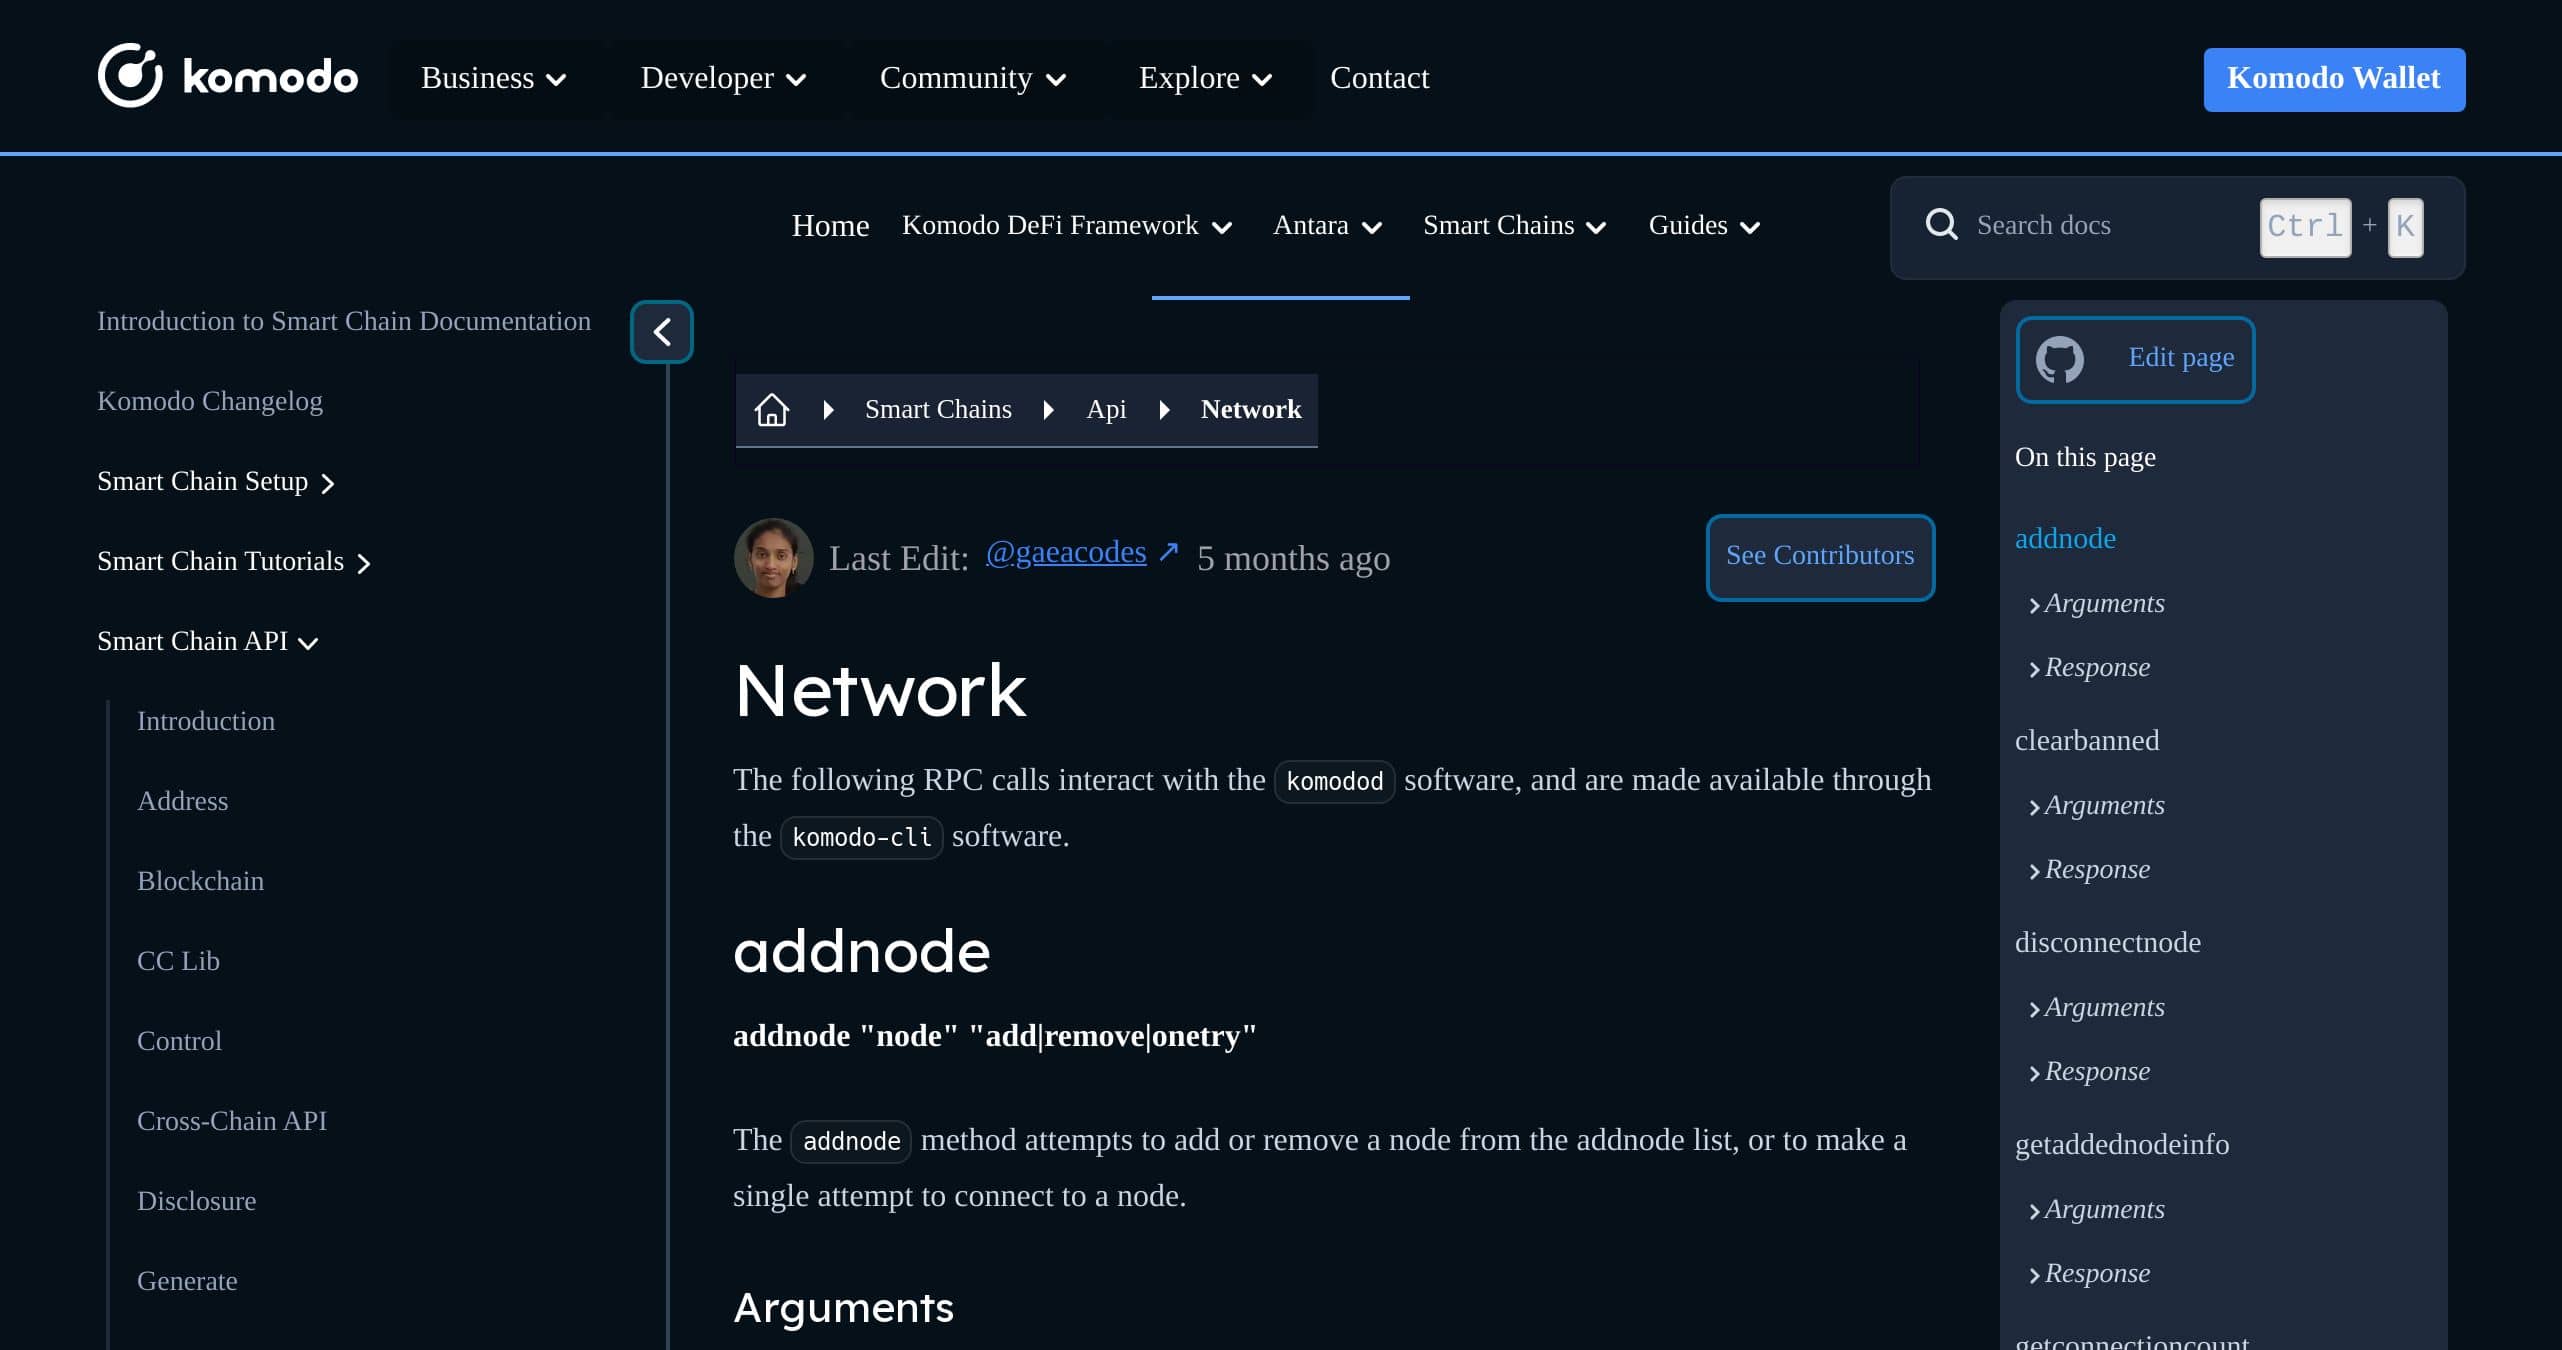 komodo Business Developer Community Explore Contact Komodo Wallet
Home Komodo DeFi Framework Antara Smart Chains Guides Search docs Ctrl + K
Introduction to Smart Chain Documentation
Komodo Changelog
Smart Chain Setup
Smart Chain Tutorials
Smart Chain API
Introduction
Address
Blockchain
CC Lib
Control
Cross-Chain API
Disclosure
Generate
Smart Chains Api Network
Last Edit: @gaeacodes 5 months ago See Contributors
Network
The following RPC calls interact with the komodod software, and are made available through
the komodo-cli software.
addnode
addnode "node" "add|remove|onetry"
The addnode method attempts to add or remove a node from the addnode list, or to make a
single attempt to connect to a node.
Arguments
Edit page
On this page
addnode
Arguments
Response
clearbanned
Arguments
Response
disconnectnode
Arguments
Response
getaddednodeinfo
Arguments
Response
getconnectioncount